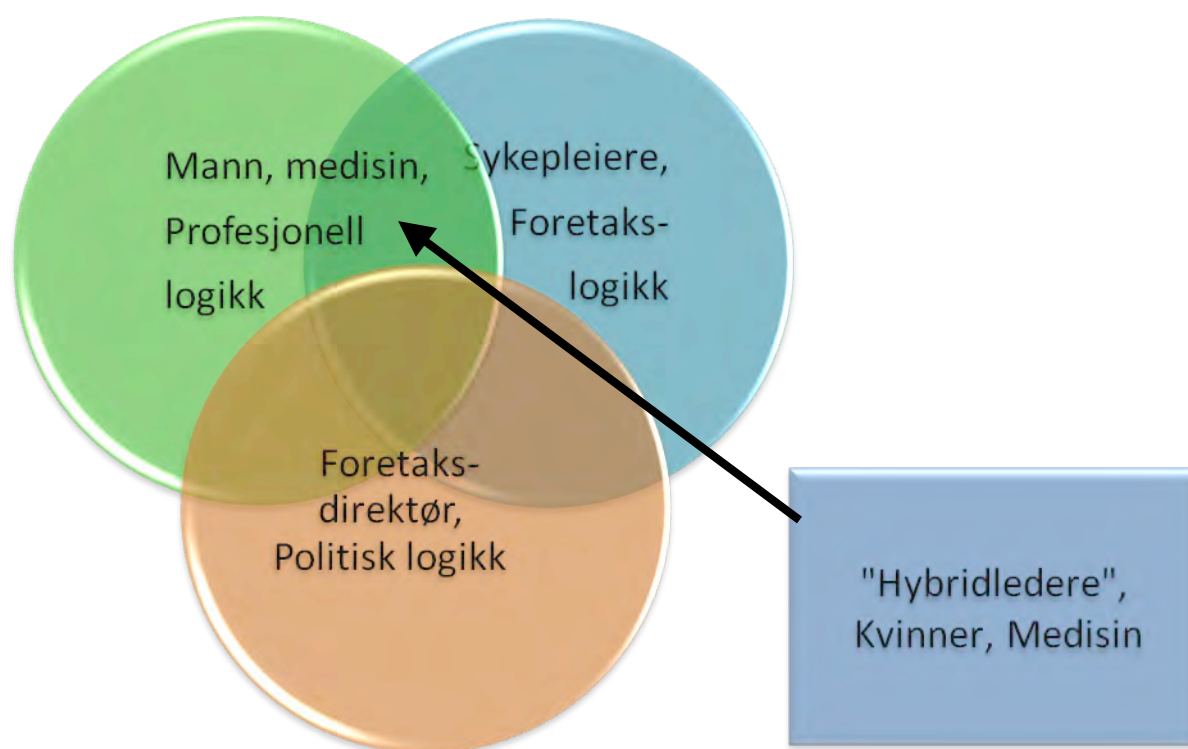 Mann, medisin,
Profesjonell
logikk
Sykepleiere,
Foretaks-
logikk
Foretaks-
direktør,
Politisk logikk
"Hybridledere",
Kvinner, Medisin